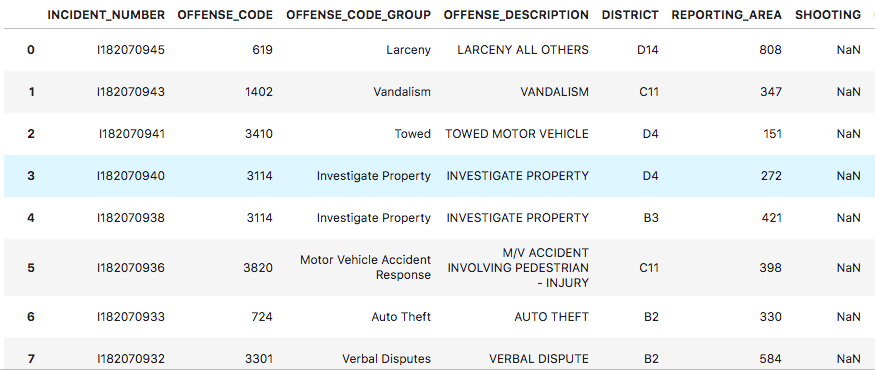 INCIDENT_NUMBER OFFENSE_CODE OFFENSE_CODE_GROUP OFFENSE_DESCRIPTION DISTRICT REPORTING_AREA SHOOTING
0 I182070945 619 Larceny LARCENY ALL OTHERS D14 808 NaN
1 I182070943 1402 Vandalism VANDALISM C11 347 NaN
2 I182070941 3410 Towed TOWED MOTOR VEHICLE D4 151 NaN
3 I182070940 3114 Investigate Property INVESTIGATE PROPERTY D4 272 NaN
4 I182070938 3114 Investigate Property INVESTIGATE PROPERTY B3 421 NaN
5 I182070936 3820 Motor Vehicle Accident Response M/V ACCIDENT INVOLVING PEDESTRIAN - INJURY C11 398 NaN
6 I182070933 724 Auto Theft AUTO THEFT B2 330 NaN
7 I182070932 3301 Verbal Disputes VERBAL DISPUTE B2 584 NaN